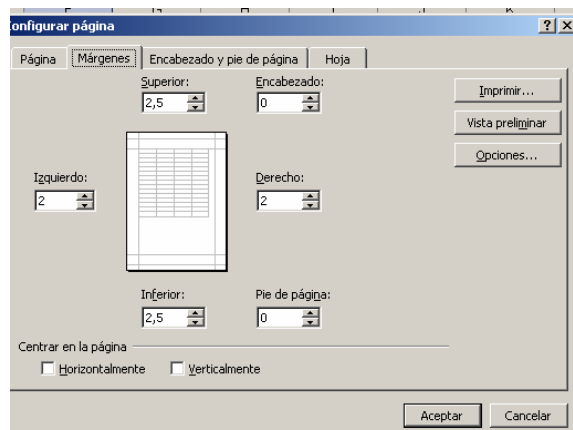 onfigurar página
Página Márgenes Encabezado y pie de página Hoja
Superior: Encabezado:
2,5 0
Imprimir...
Vista preliminar
Opciones...
Izquierdo: Derecho:
2 2
Inferior: Pie de página:
2,5 0
Centrar en la página
Horizontalmente Verticalmente
Aceptar Cancelar